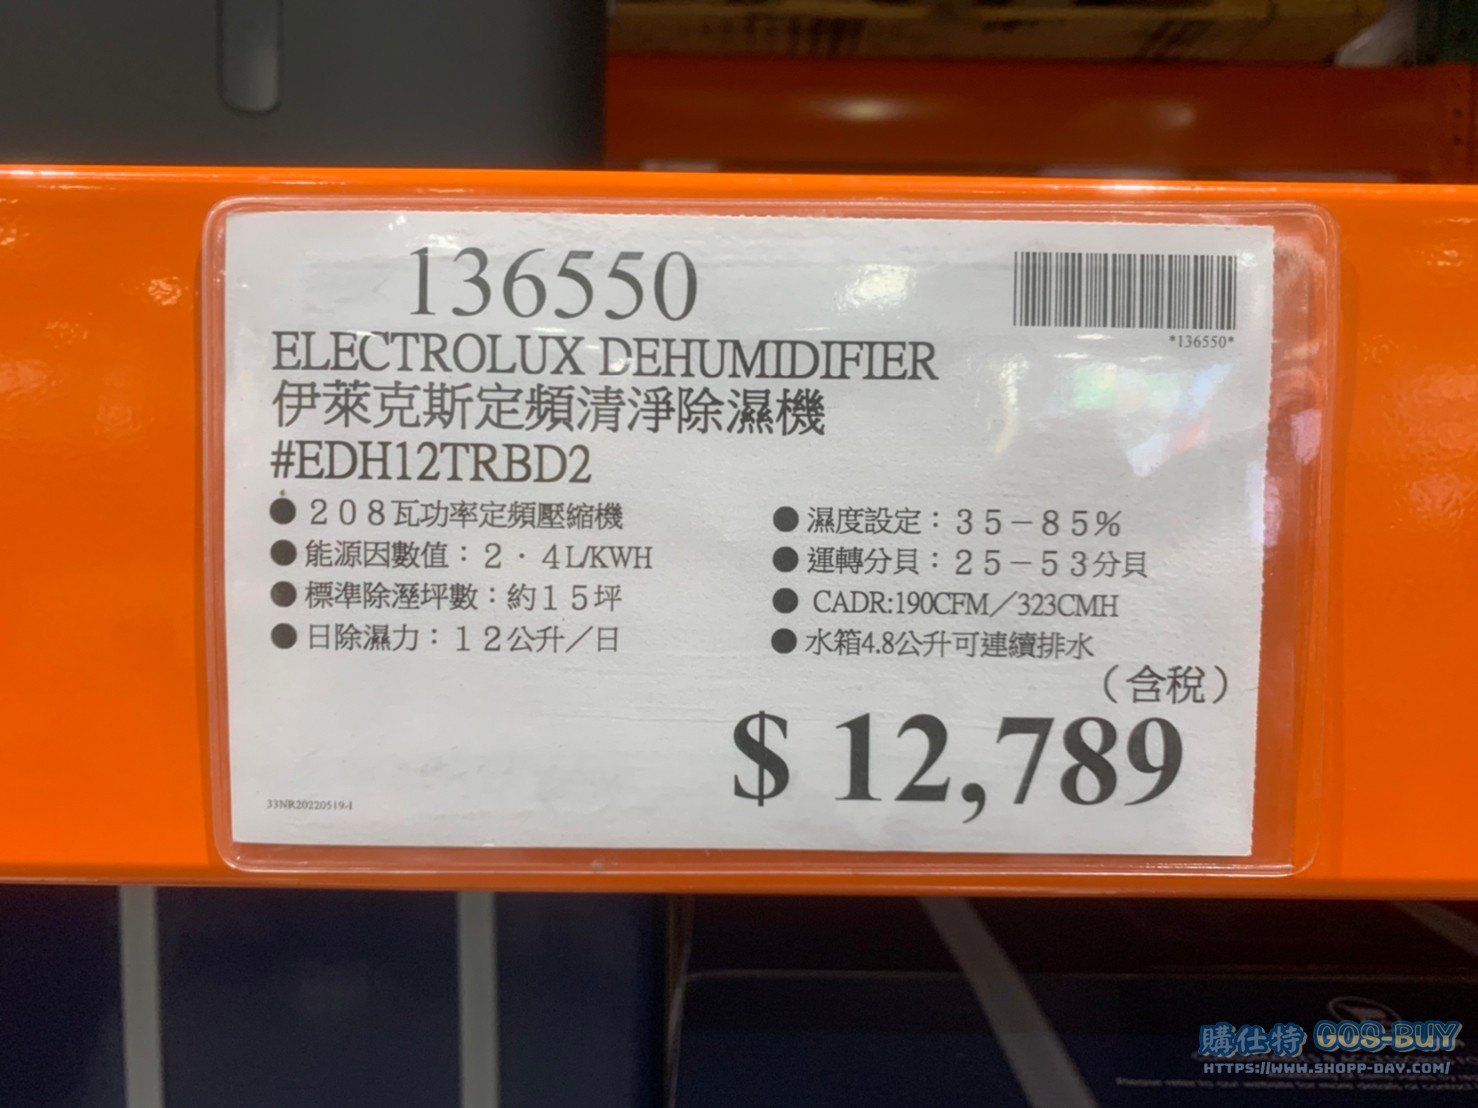 136550
*136550*
ELECTROLUX DEHUMIDIFIER
伊萊克斯定頻清淨除濕機
#EDH12TRBD2
●208瓦功率定頻壓縮機
●能源因數值：2．4L/KWH
●標準除溼坪數：約15坪
●日除濕力：12公升／日
●濕度設定：35－85%
●運轉分貝：25－53分貝
●CADR:190CFM／323CMH
●水箱4.8公升可連續排水
（含稅）
$ 12,789
33NR20220519-1
購仕特 GOS-BUY
HTTPS://WWW.SHOPP-DAY.COM/